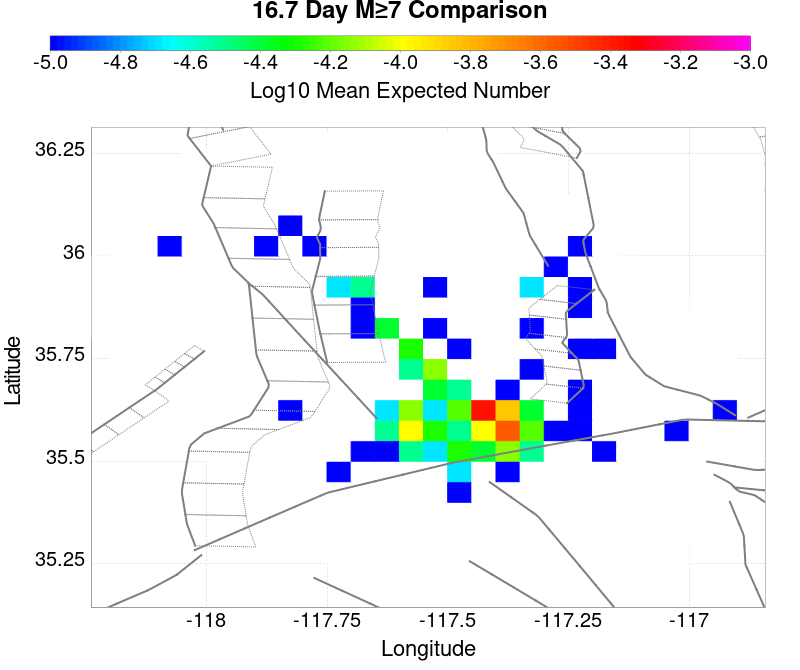 16.7 Day M≥7 Comparison
-5.0 -4.8 -4.6 -4.4 -4.2 -4.0 -3.8 -3.6 -3.4 -3.2 -3.0
Log10 Mean Expected Number
36.25
36
35.75
35.5
35.25
Latitude
-118 -117.75 -117.5 -117.25 -117
Longitude